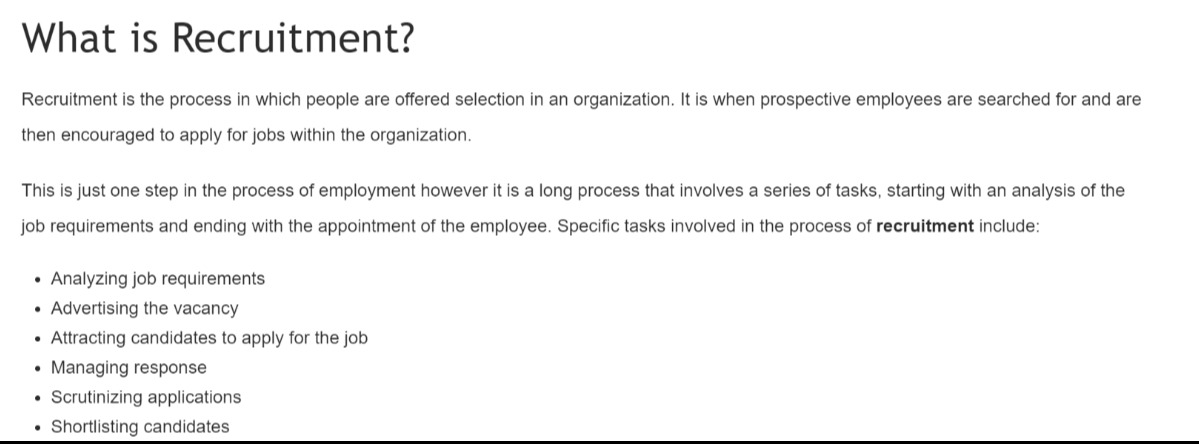 What is Recruitment?
Recruitment is the process in which people are offered selection in an organization. It is when prospective employees are searched for and are
then encouraged to apply for jobs within the organization.
This is just one step in the process of employment however it is a long process that involves a series of tasks, starting with an analysis of the
job requirements and ending with the appointment of the employee. Specific tasks involved in the process of recruitment include:
• Analyzing job requirements
• Advertising the vacancy
• Attracting candidates to apply for the job
• Managing response
• Scrutinizing applications
• Shortlisting candidates